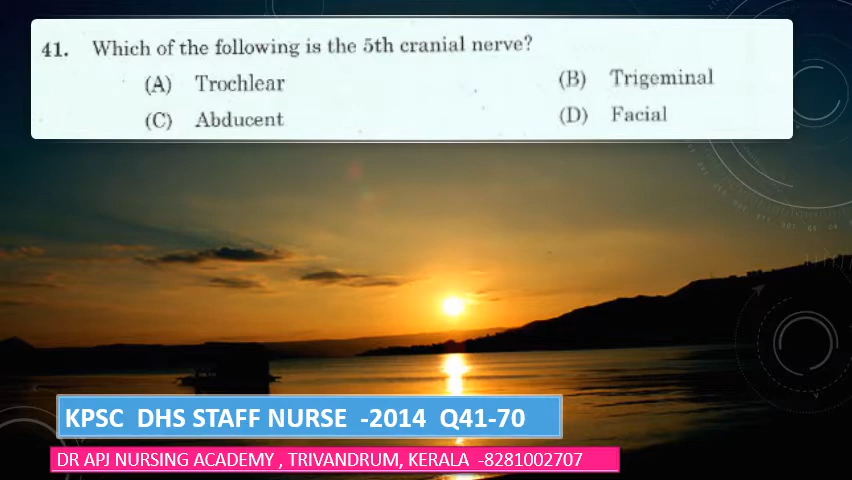 41. Which of the following is the 5th cranial nerve?
(A) Trochlear (B) Trigeminal
(C) Abducent (D) Facial
KPSC DHS STAFF NURSE -2014 Q41-70
DR APJ NURSING ACADEMY , TRIVANDRUM, KERALA -8281002707